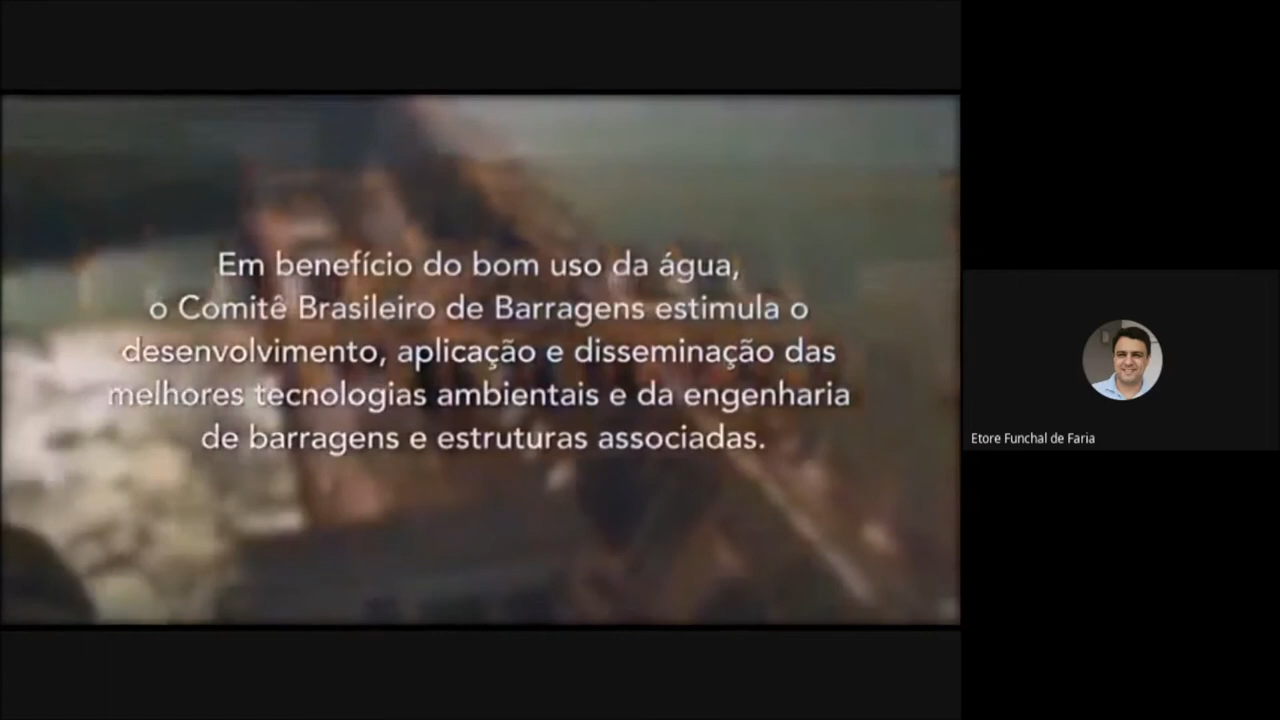 Em benefício do bom uso da água,
o Comitê Brasileiro de Barragens estimula o
desenvolvimento, aplicação e disseminação das
melhores tecnologias ambientais e da engenharia
de barragens e estruturas associadas.
Etore Funchal de Faria